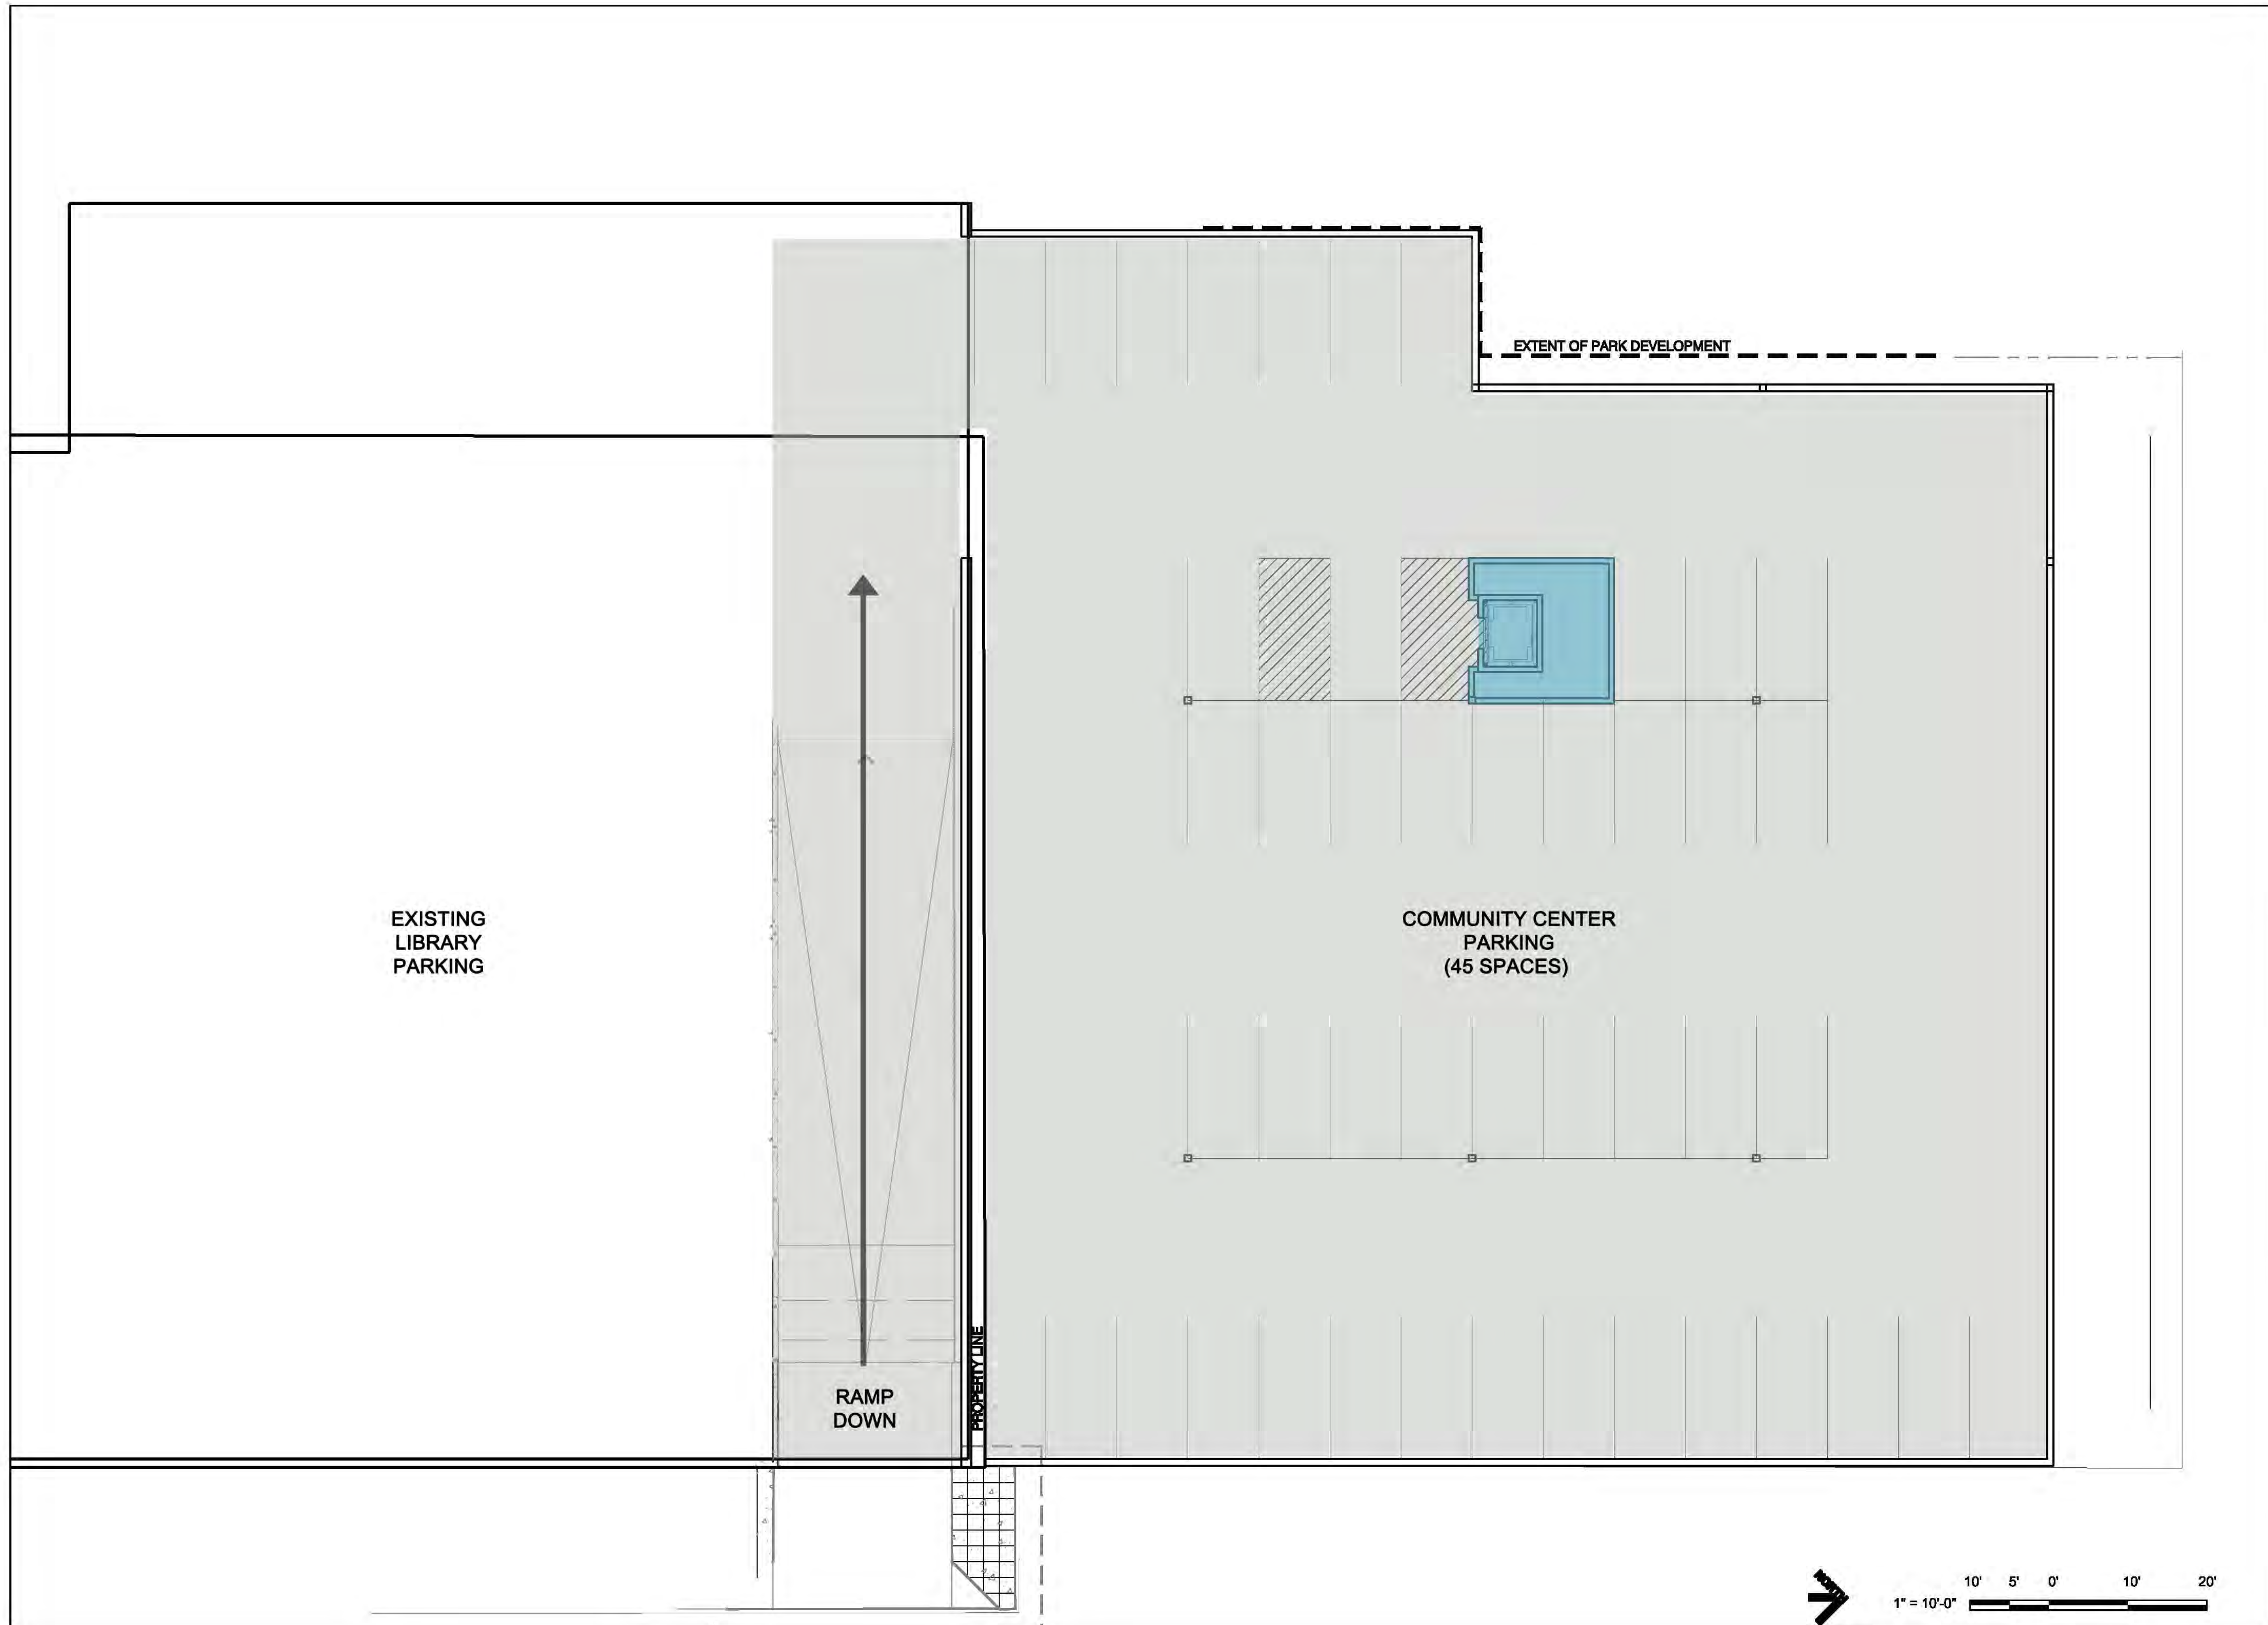 EXTENT OF PARK DEVELOPMENT
EXISTING
LIBRARY
PARKING
COMMUNITY CENTER
PARKING
(45 SPACES)
PROPERTY LINE
RAMP
DOWN
NORTH
1" = 10'-0"
10' 5' 0' 10' 20'